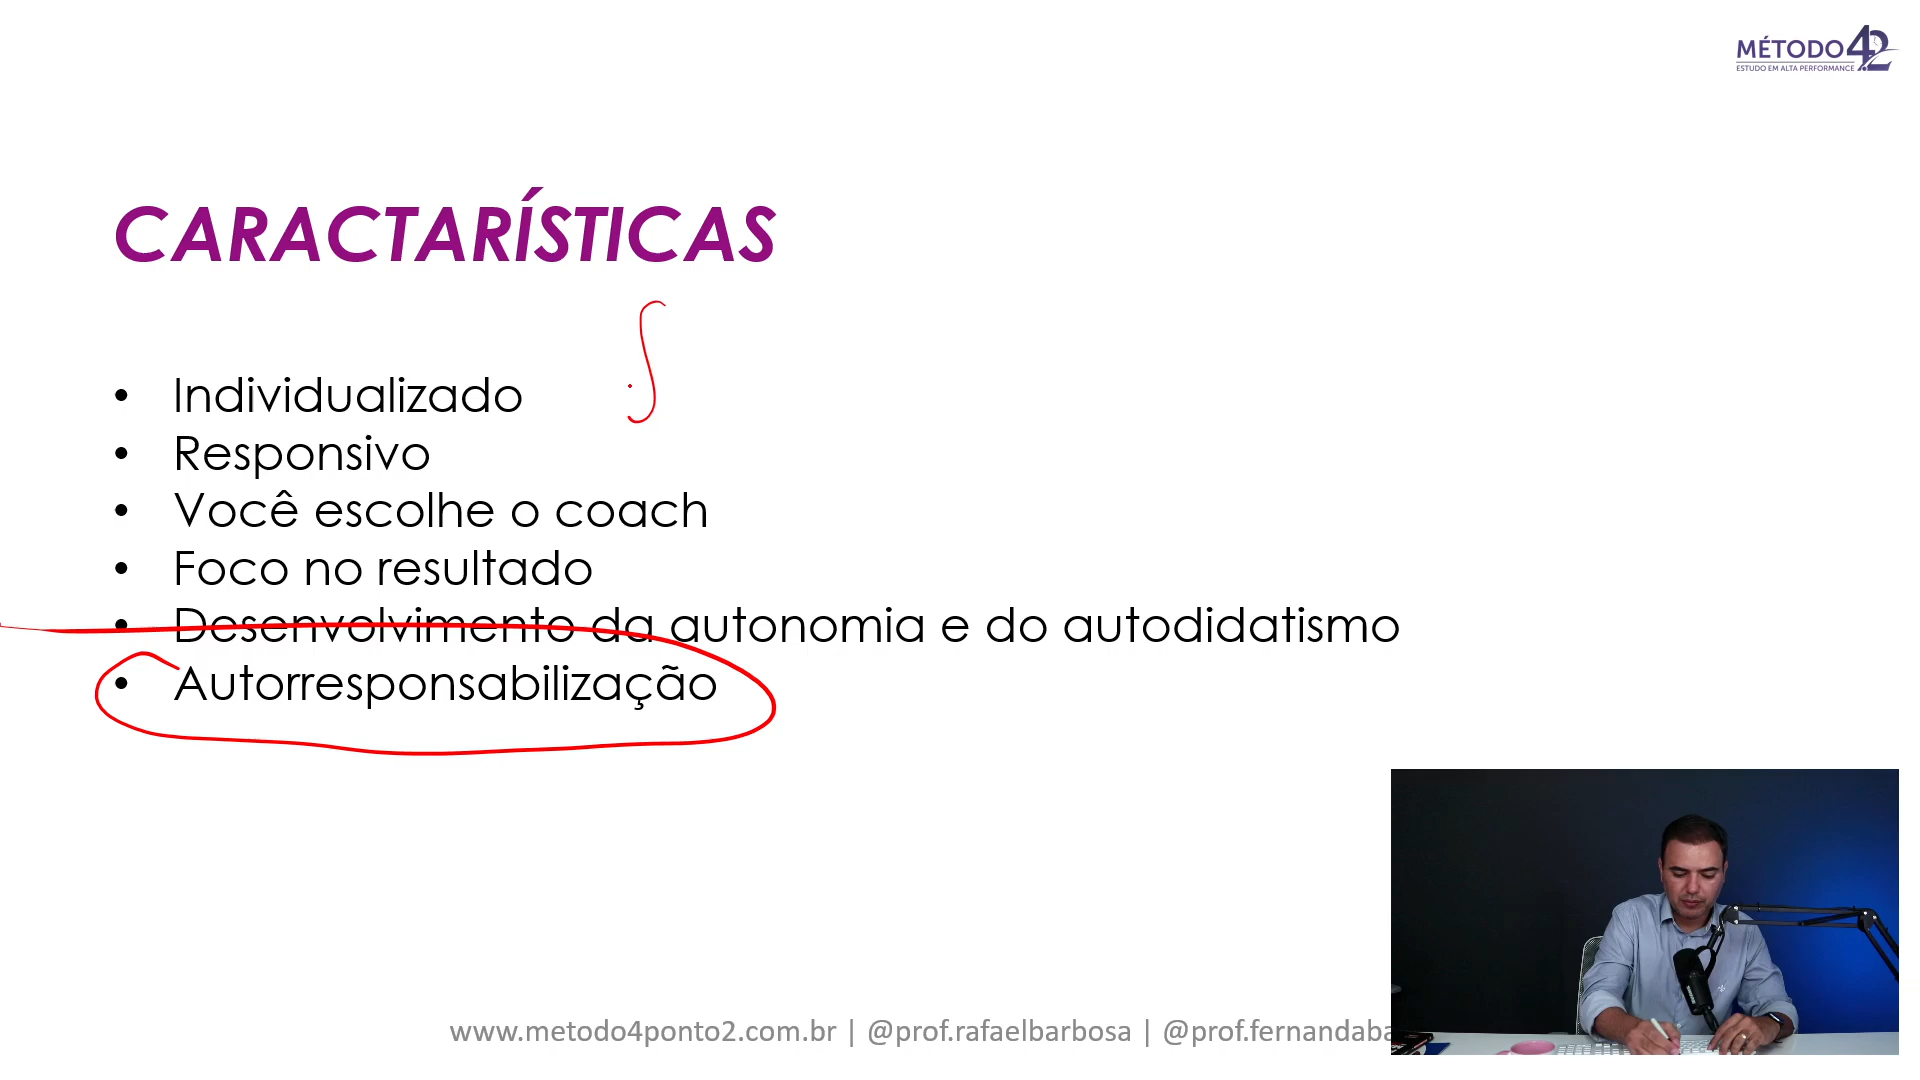 MÉTODO 4.2
ESTUDO EM ALTA PERFORMANCE
CARACTARÍSTICAS
• Individualizado
• Responsivo
• Você escolhe o coach
• Foco no resultado
• Desenvolvimento da autonomia e do autodidatismo
• Autorresponsabilização
www.metodo4ponto2.com.br | @prof.rafaelbarbosa | @prof.fernandaba